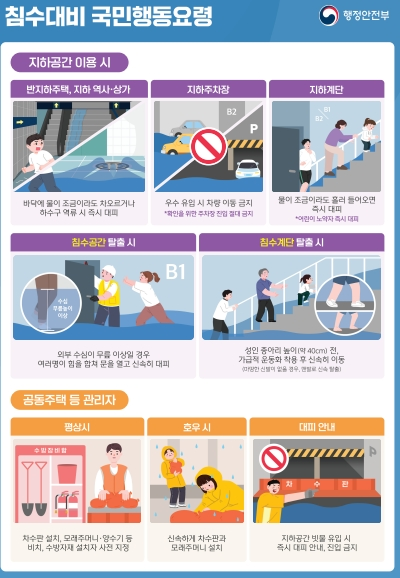 침수대비 국민행동요령
행정안전부
지하공간 이용 시
반지하주택, 지하 역사·상가
지하주차장
지하계단
B2
P
B1
B2
바닥에 물이 조금이라도 차오르거나
하수구 역류 시 즉시 대피
우수 유입 시 차량 이동 금지
*확인을 위한 주차장 진입 절대 금지
물이 조금이라도 흘러 들어오면
즉시 대피
*어린이 노약자 즉시 대피
침수공간 탈출 시
침수계단 탈출 시
수심
무릎높이
이상
B1
외부 수심이 무릎 이상일 경우
여러명이 힘을 합쳐 문을 열고 신속히 대피
성인 종아리 높이(약 40cm) 전,
가급적 운동화 착용 후 신속히 이동
(마땅한 신발이 없을 경우, 맨발로 신속 탈출)
공동주택 등 관리자
평상시
호우 시
대피 안내
수방장비함
차수판
차수판 설치, 모래주머니·양수기 등
비치, 수방자재 설치자 사전 지정
신속하게 차수판과
모래주머니 설치
지하공간 빗물 유입 시
즉시 대피 안내, 진입 금지